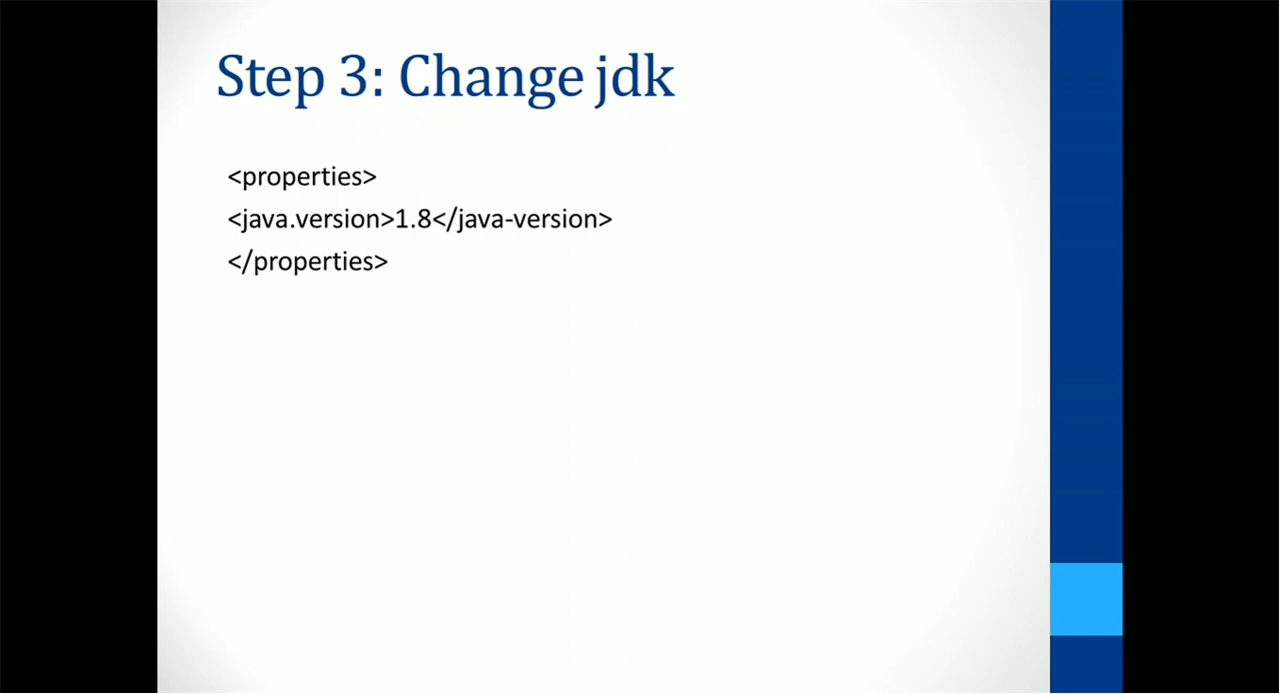 Step 3: Change jdk
<properties>
<java.version>1.8</java-version>
</properties>